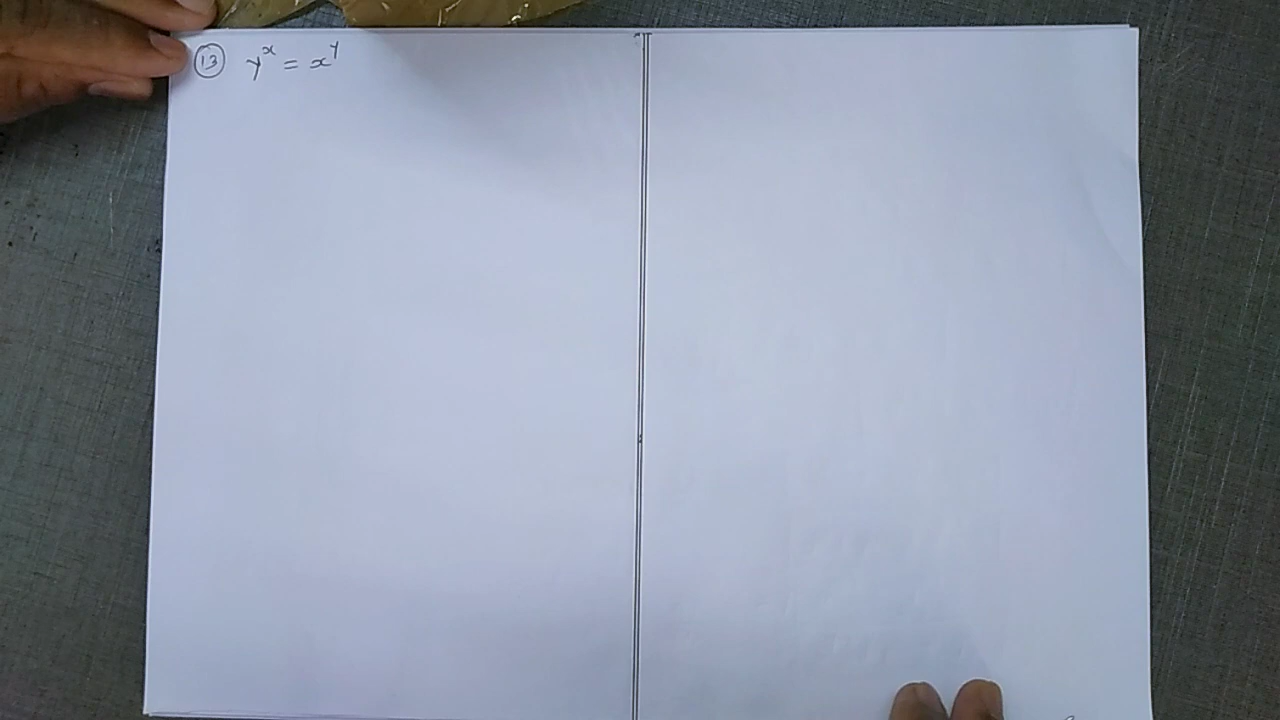 (13) y^x = x^y